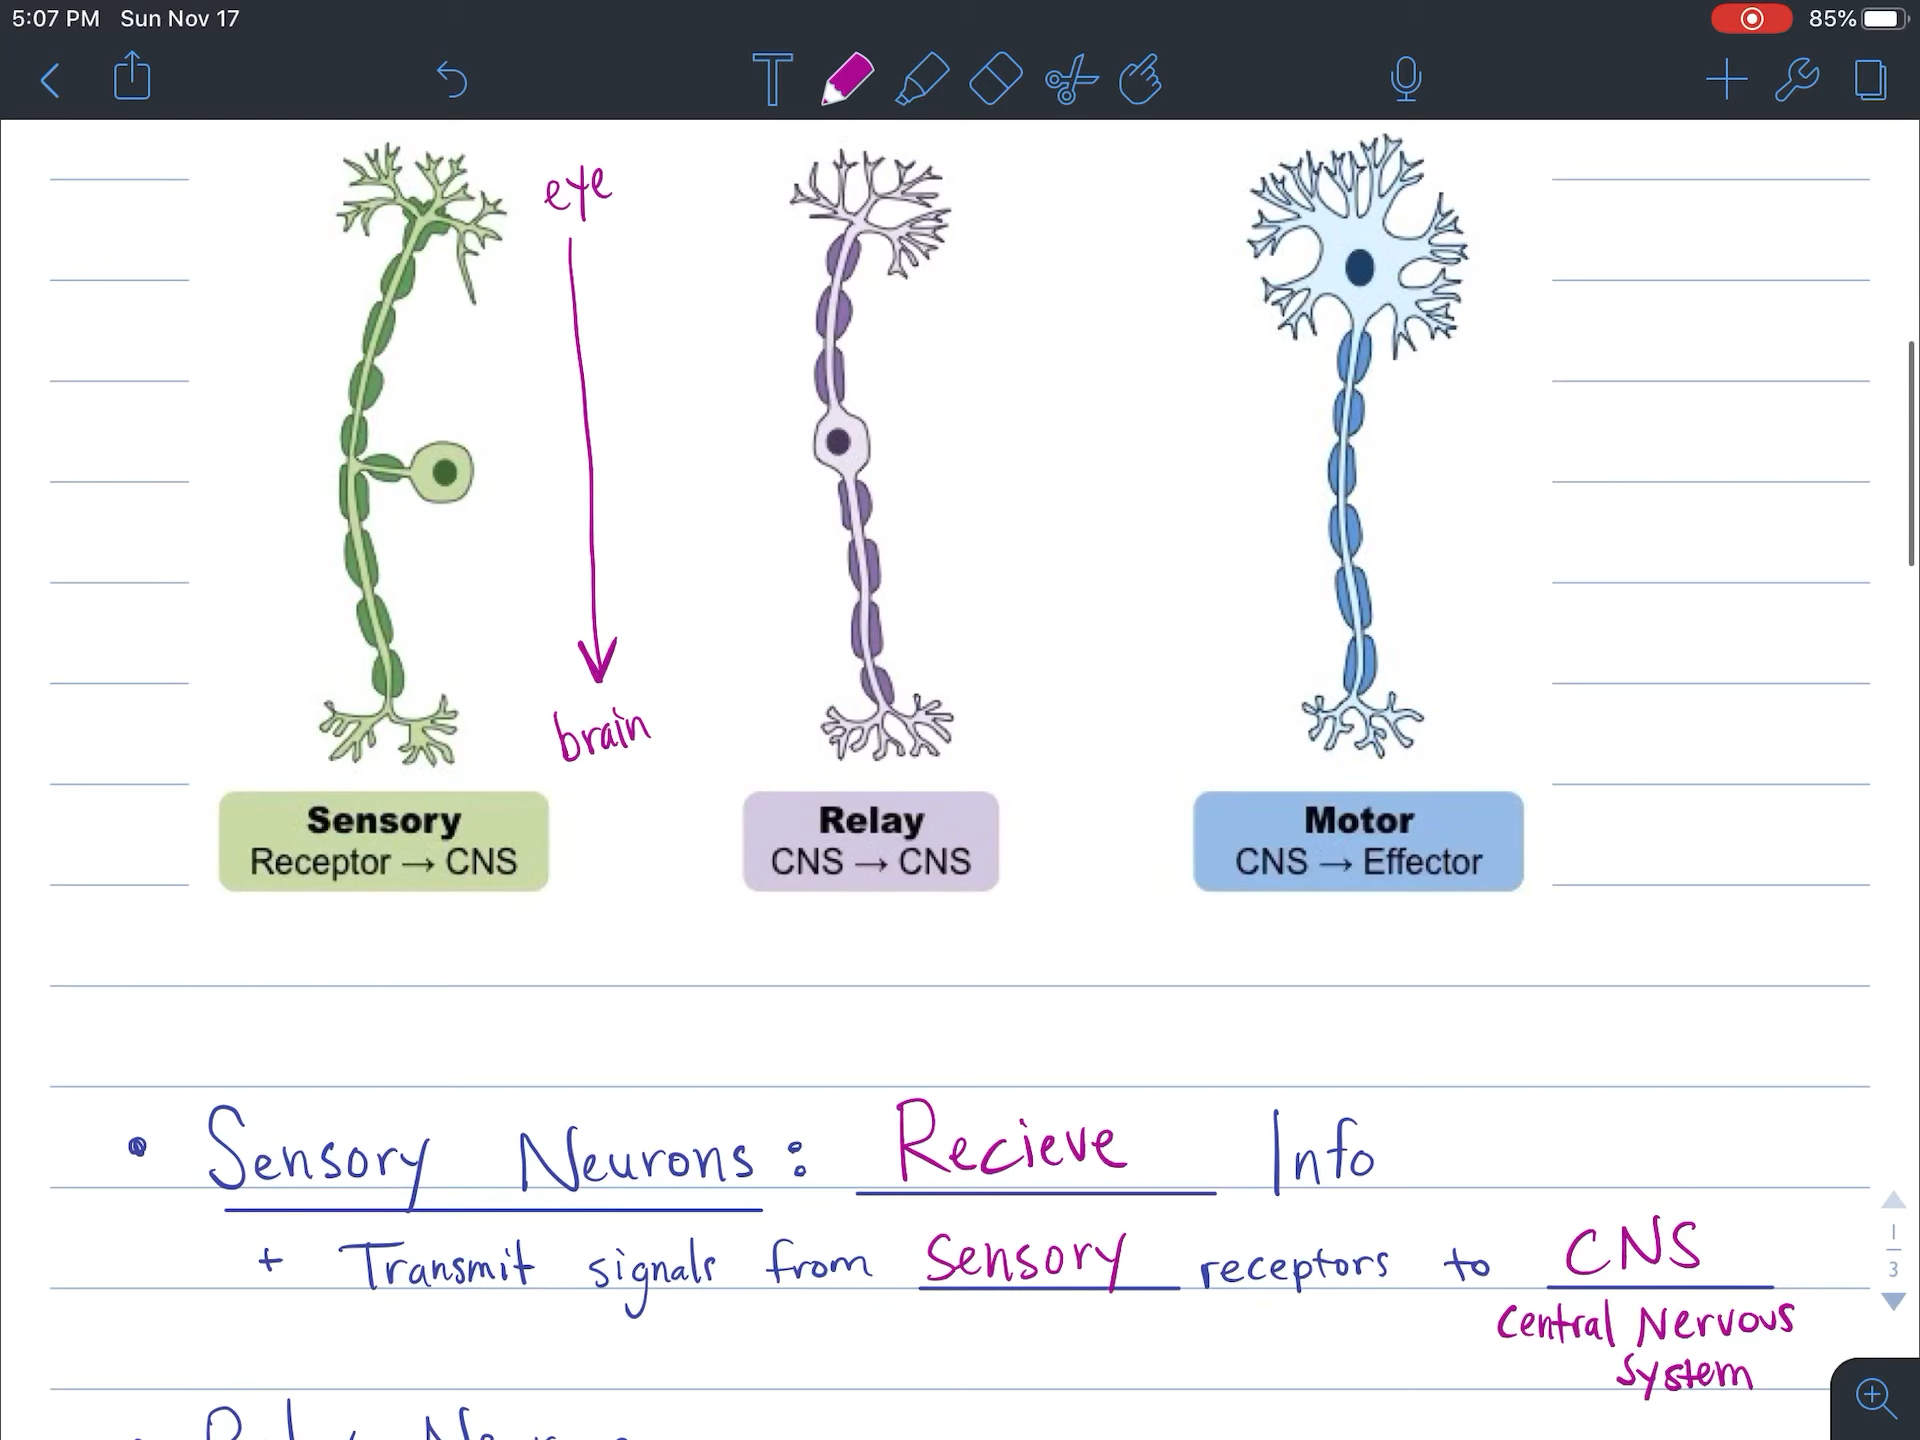 5:07 PM Sun Nov 17
85%
T
eye
brain
Sensory
Receptor → CNS
Relay
CNS → CNS
Motor
CNS → Effector
• Sensory Neurons: Recieve Info
+ Transmit signals from Sensory receptors to CNS
Central Nervous
System
1
3